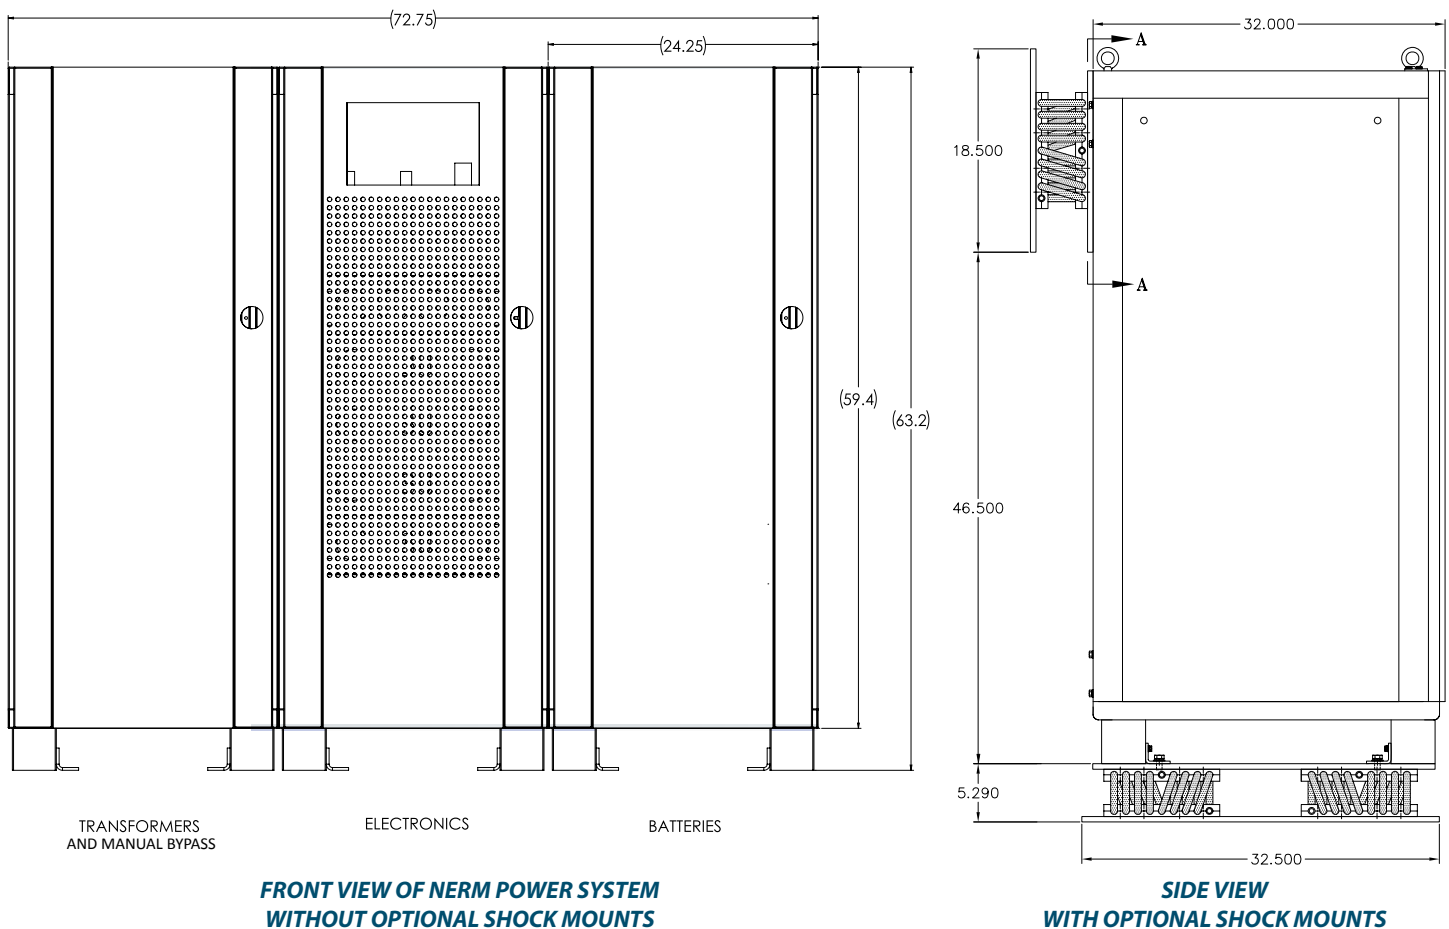 (72.75)
(24.25)
(59.4)
(63.2)
TRANSFORMERS
AND MANUAL BYPASS
ELECTRONICS
BATTERIES
FRONT VIEW OF NERM POWER SYSTEM
WITHOUT OPTIONAL SHOCK MOUNTS
32.000
A
18.500
A
46.500
5.290
32.500
SIDE VIEW
WITH OPTIONAL SHOCK MOUNTS